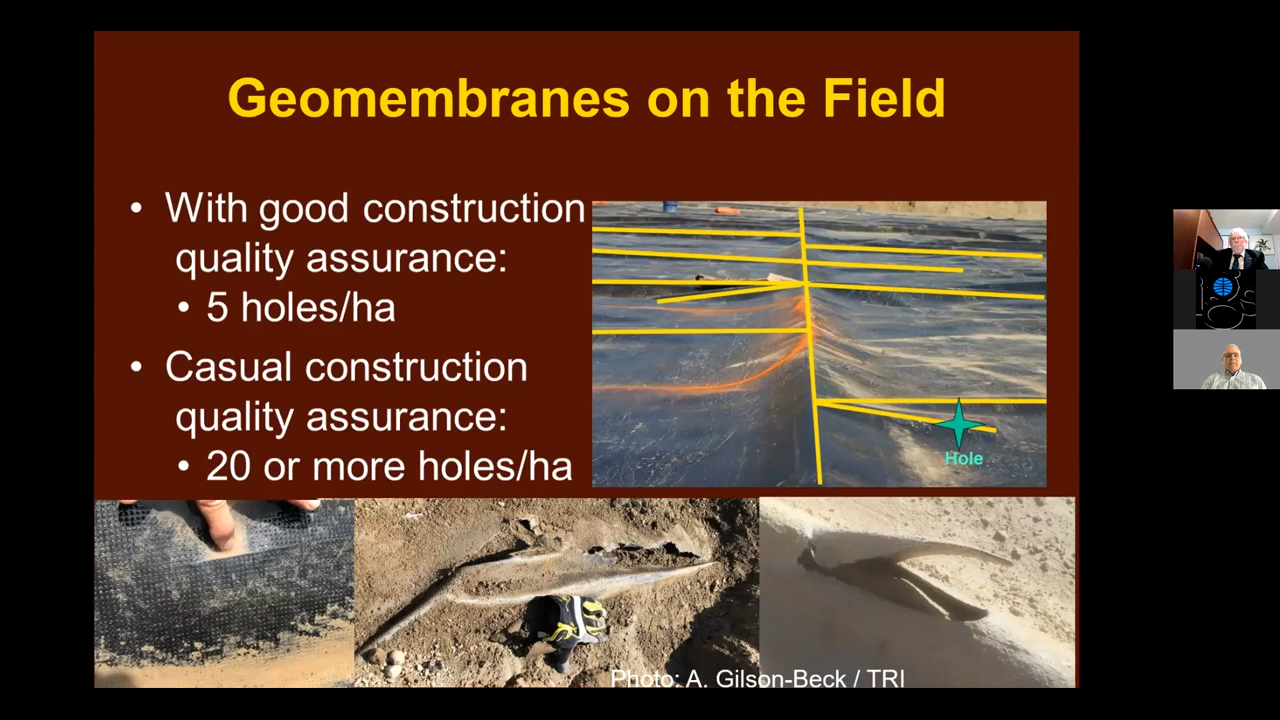 Geomembranes on the Field
• With good construction
quality assurance:
• 5 holes/ha
• Casual construction
quality assurance:
• 20 or more holes/ha
Hole
Photo: A. Gilson-Beck / TRI